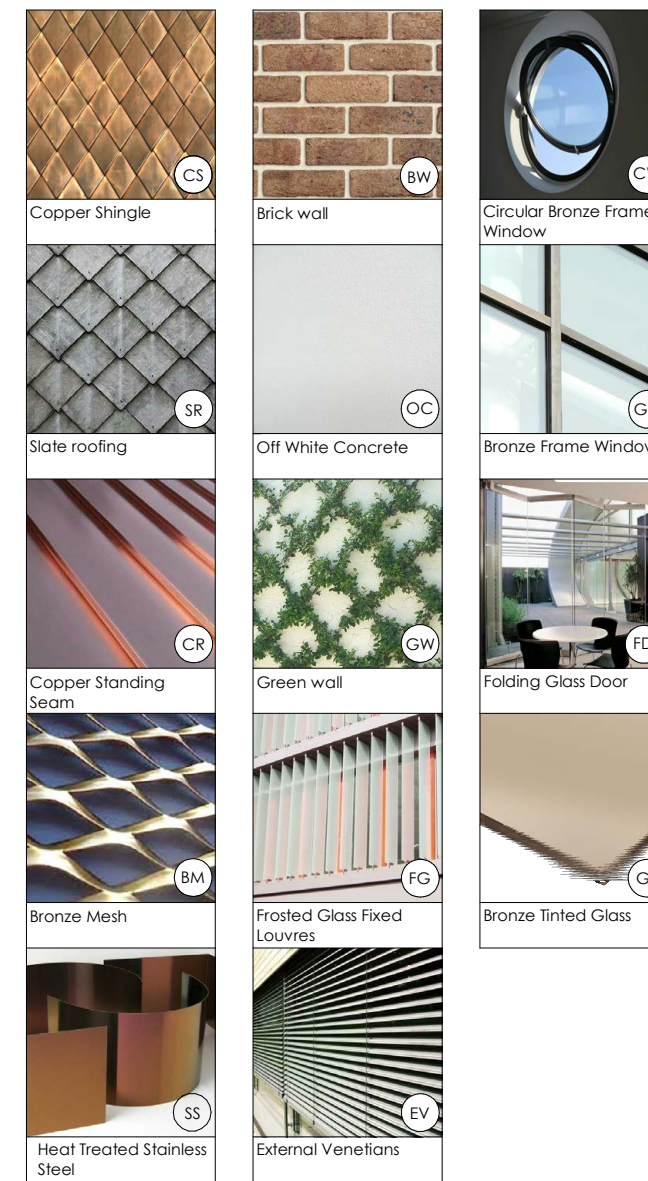 CS
Copper Shingle
BW
Brick wall
Circular Bronze Frame
Window
SR
Slate roofing
OC
Off White Concrete
Bronze Frame Window
CR
Copper Standing
Seam
GW
Green wall
FD
Folding Glass Door
BM
Bronze Mesh
FG
Frosted Glass Fixed
Louvres
Bronze Tinted Glass
SS
Heat Treated Stainless
Steel
EV
External Venetians